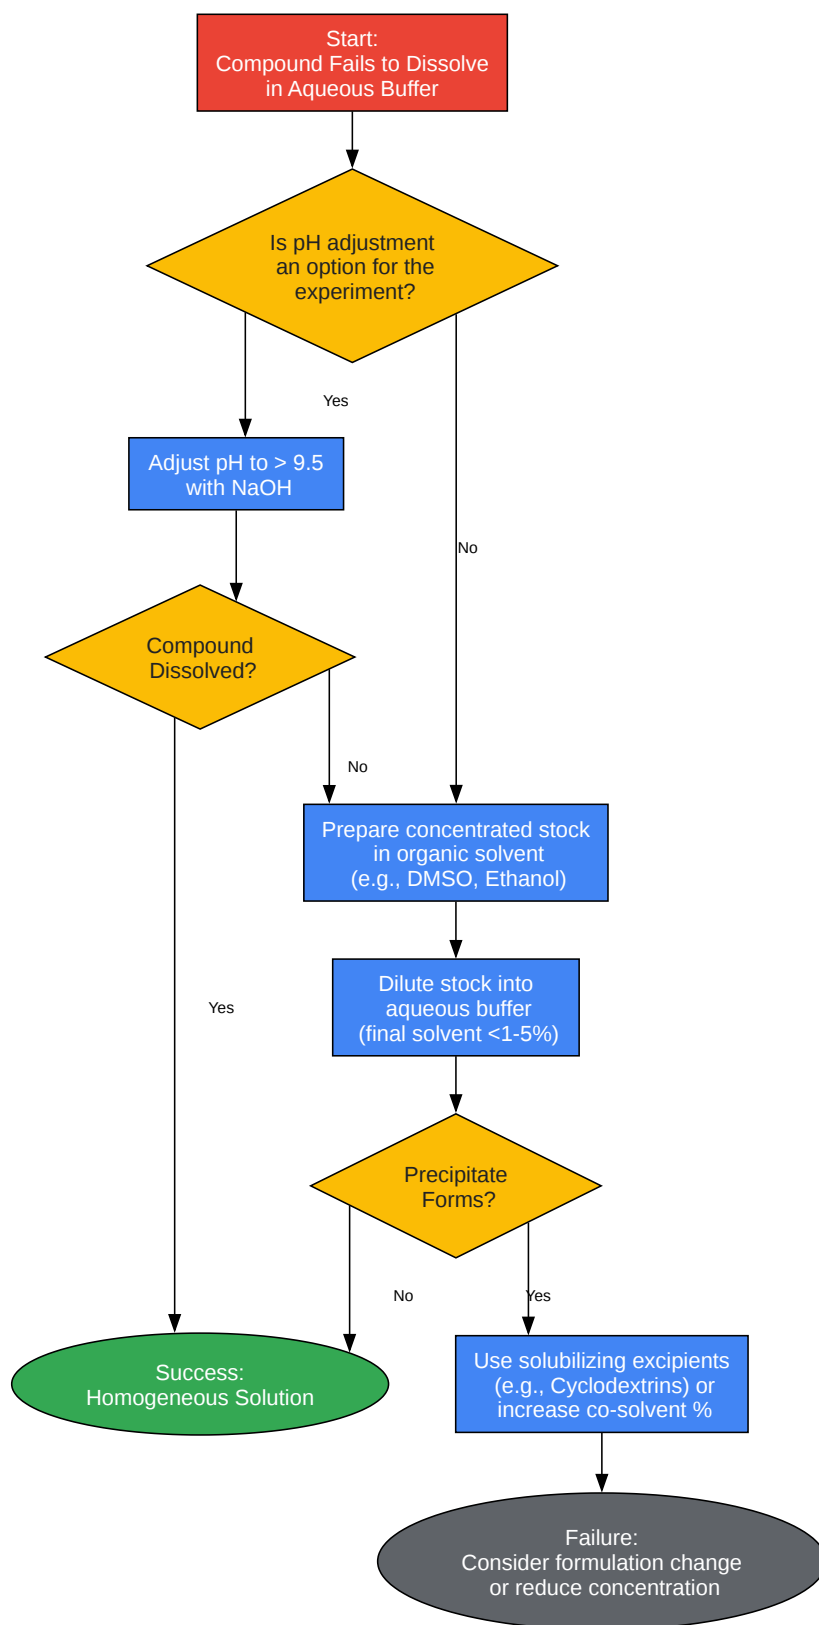 Start:
Compound Fails to Dissolve
in Aqueous Buffer
Is pH adjustment
an option for the
experiment?
Yes
Adjust pH to > 9.5
with NaOH
No
Compound
Dissolved?
No
Prepare concentrated stock
in organic solvent
(e.g., DMSO, Ethanol)
Dilute stock into
aqueous buffer
(final solvent <1-5%)
Yes
Precipitate
Forms?
No
Yes
Success:
Homogeneous Solution
Use solubilizing excipients
(e.g., Cyclodextrins) or
increase co-solvent %
Failure:
Consider formulation change
or reduce concentration